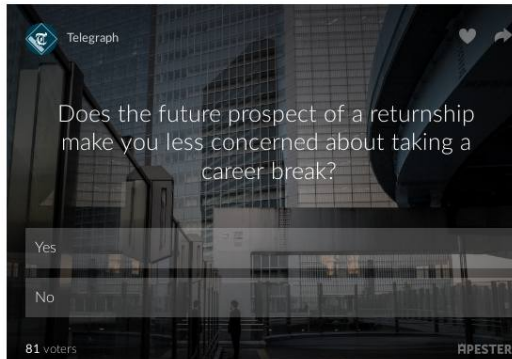 Telegraph
Does the future prospect of a returnship
make you less concerned about taking a
career break?
Yes
No
81 voters
APESTER